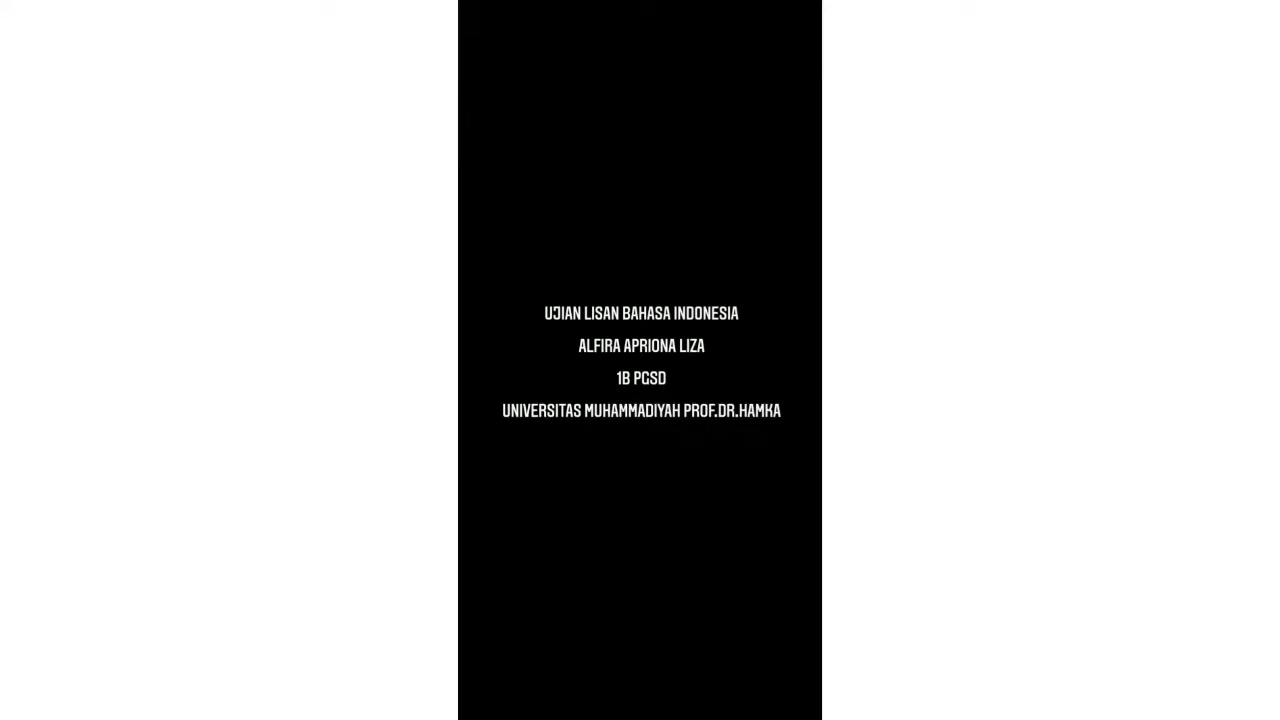 UJIAN LISAN BAHASA INDONESIA
ALFIRA APRIONA LIZA
1B PGSD
UNIVERSITAS MUHAMMADIYAH PROF.DR.HAMKA